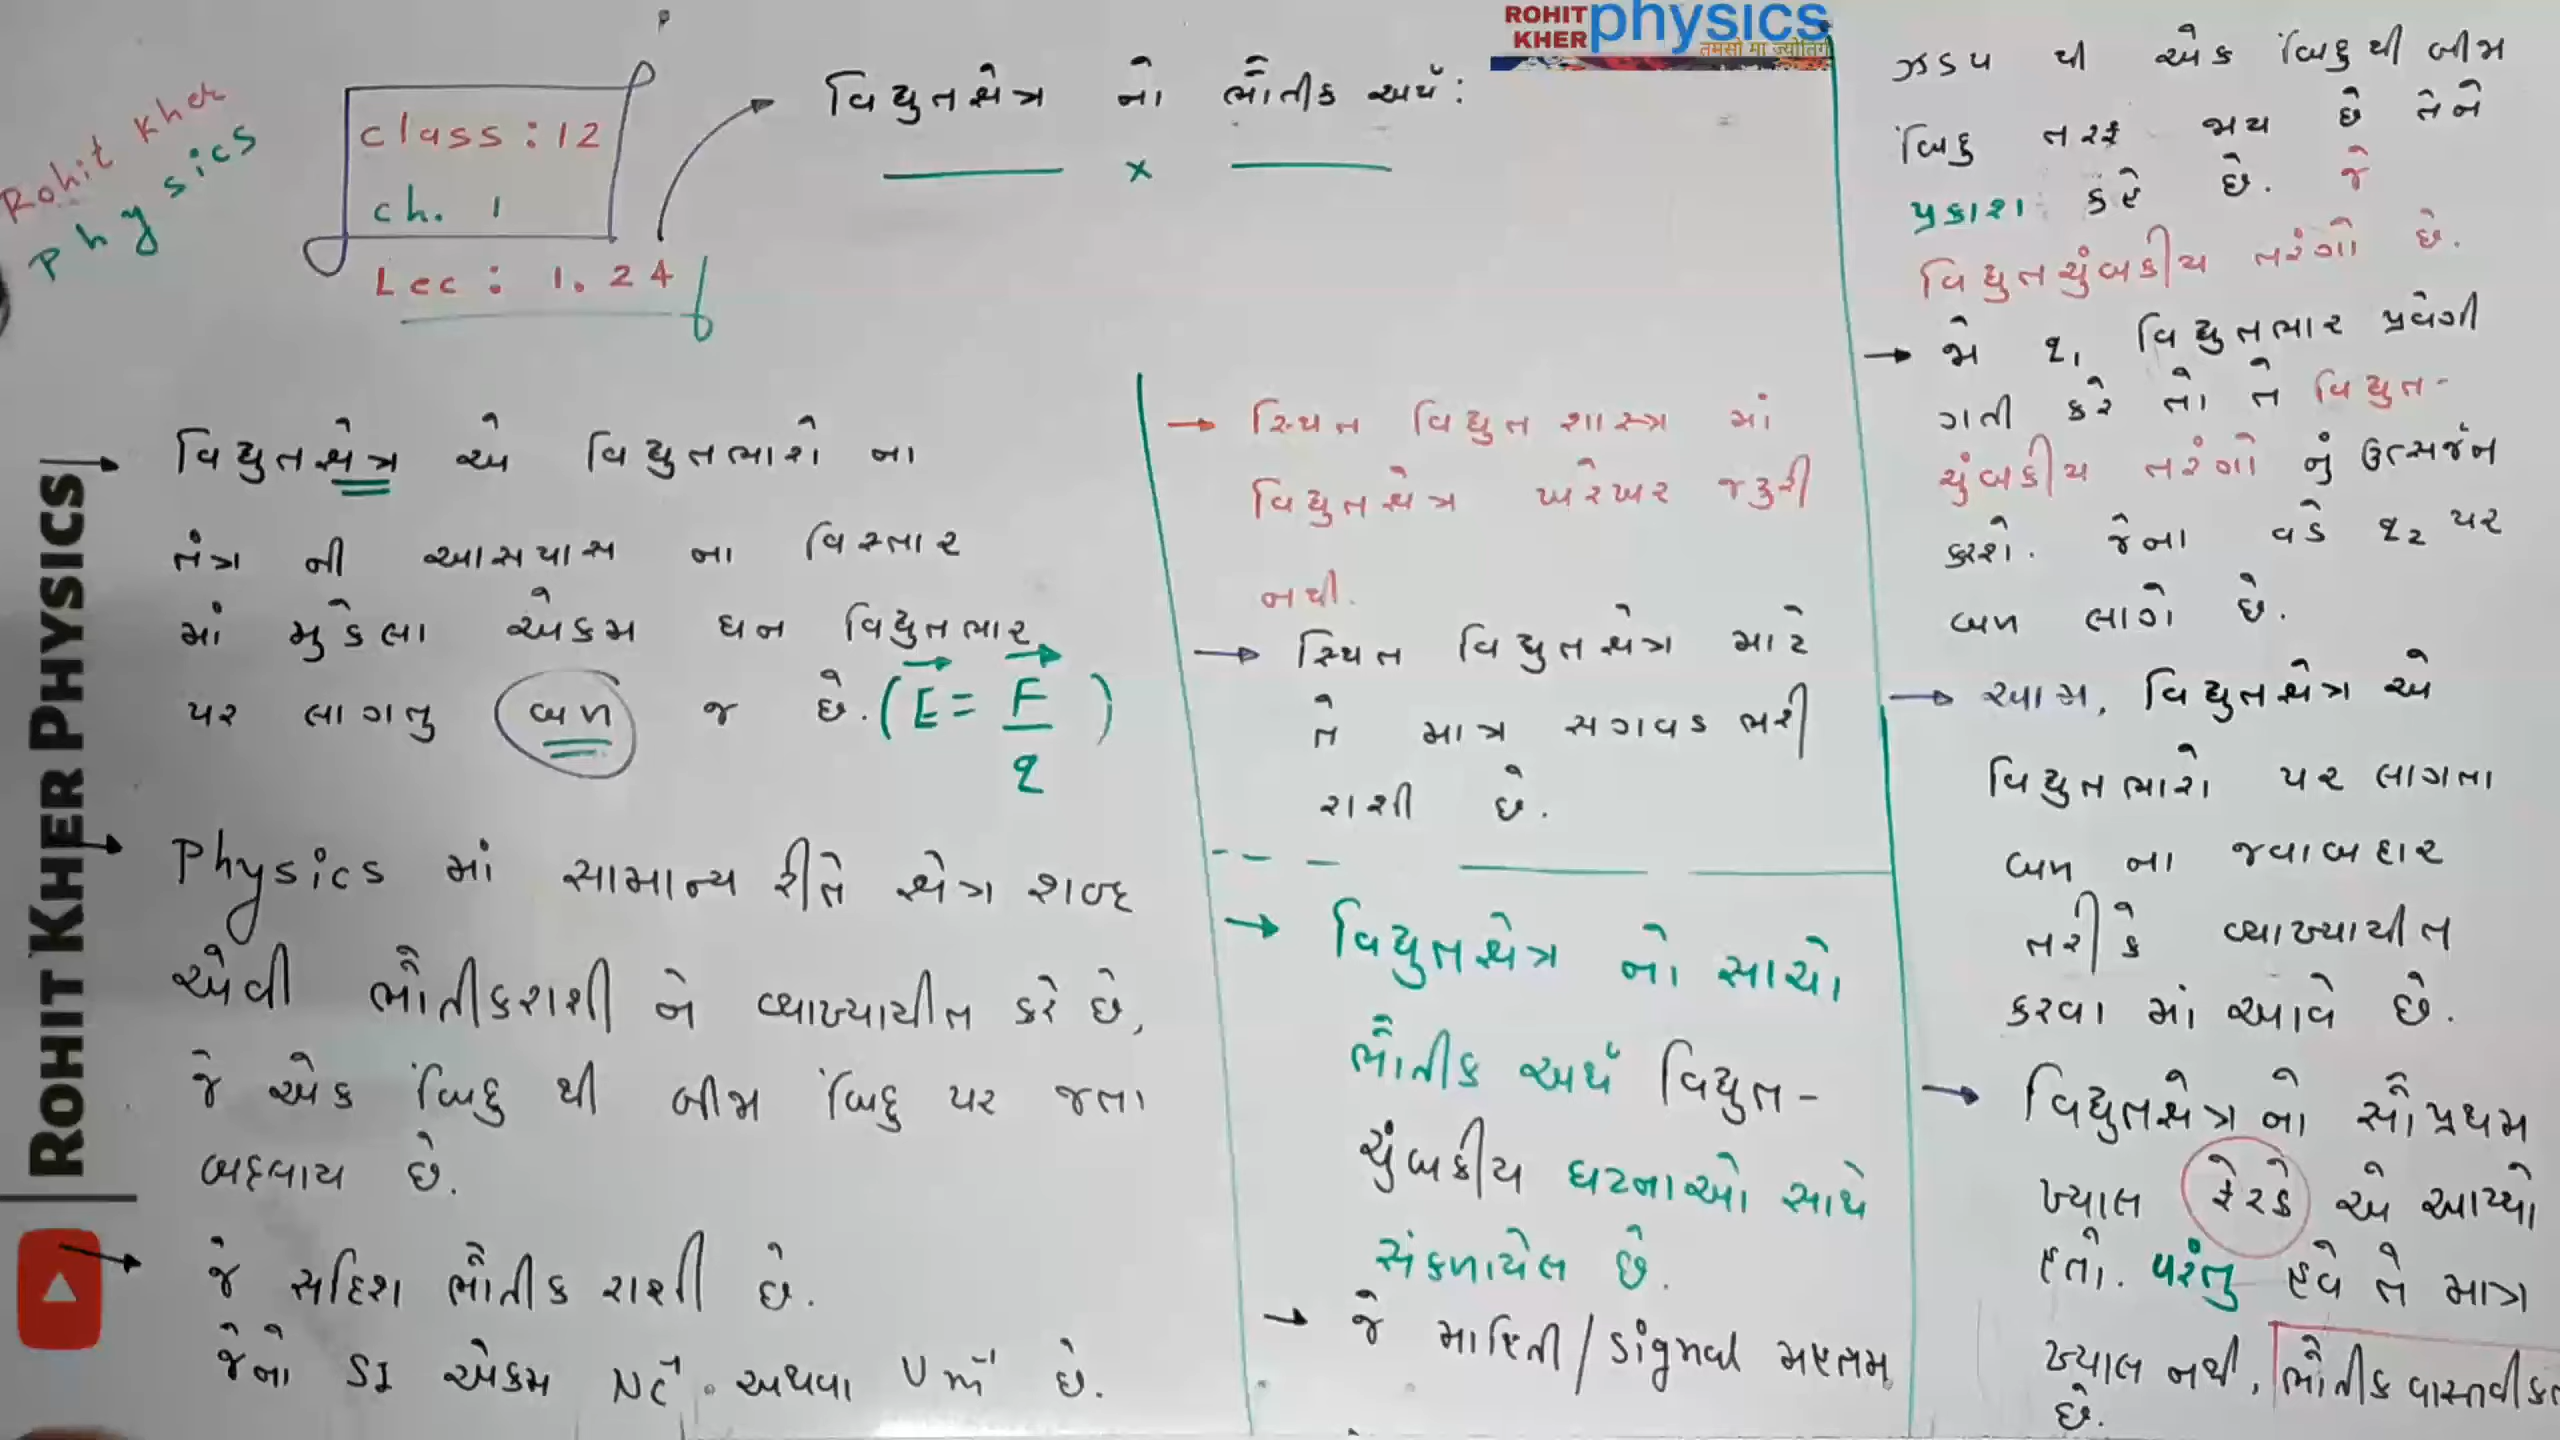 ROHIT KHER physics
तमसो मा ज्योतिर्ग
Rohit Kher
Physics
class : 12
ch. 1
Lec : 1.24
વિદ્યુતક્ષેત્ર નો ભૌતીક અર્થ :
ROHIT KHER PHYSICS
વિદ્યુતક્ષેત્ર એ વિદ્યુતભારો ના
તંત્ર ની આસપાસ ના વિસ્તાર
માં મુકેલા એકમ ધન વિદ્યુતભાર
પર લાગતુ બળ જ છે. (E = F/q)
Physics માં સામાન્ય રીતે ક્ષેત્ર શબ્દ
એવી ભૌતીકરાશી ને વ્યાખ્યાયીત કરે છે,
જે એક બિંદુ થી બીજા બિંદુ પર જતા
બદલાય છે.
જે સદિશ ભૌતીક રાશી છે.
જેનો SI એકમ NC⁻¹ અથવા Vm⁻¹ છે.
સ્થિત વિદ્યુત શાસ્ત્ર માં
વિદ્યુતક્ષેત્ર ખરેખર જરુરી
નથી.
સ્થિત વિદ્યુતક્ષેત્ર માટે
તે માત્ર સગવડ ભરી
રાશી છે.
વિદ્યુતક્ષેત્ર નો સાચો
ભૌતીક અર્થ વિદ્યુત-
ચુંબકીય ઘટનાઓ સાથે
સંકળાયેલ છે.
જે માહિતી/Signal મહત્તમ
ઝડપ થી એક બિંદુ થી બીજા
બિંદુ તરફ જાય છે તેને
પ્રકાશ કહે છે. જે
વિદ્યુતચુંબકીય તરંગો છે.
જો q₁ વિદ્યુતભાર પ્રવેગી
ગતી કરે તો તે વિદ્યુત-
ચુંબકીય તરંગો નું ઉત્સર્જન
કરશે. જેના વડે q₂ પર
બળ લાગે છે.
આમ, વિદ્યુતક્ષેત્ર એ
વિદ્યુતભારો પર લાગતા
બળ ના જવાબદાર
તરીકે વ્યાખ્યાયીત
કરવા માં આવે છે.
વિદ્યુતક્ષેત્ર નો સૌપ્રથમ
ખ્યાલ ફેરડે એ આપ્યો
હતો. પરંતુ હવે તે માત્ર
ખ્યાલ નથી, ભૌતીક વાસ્તવીકત
છે.